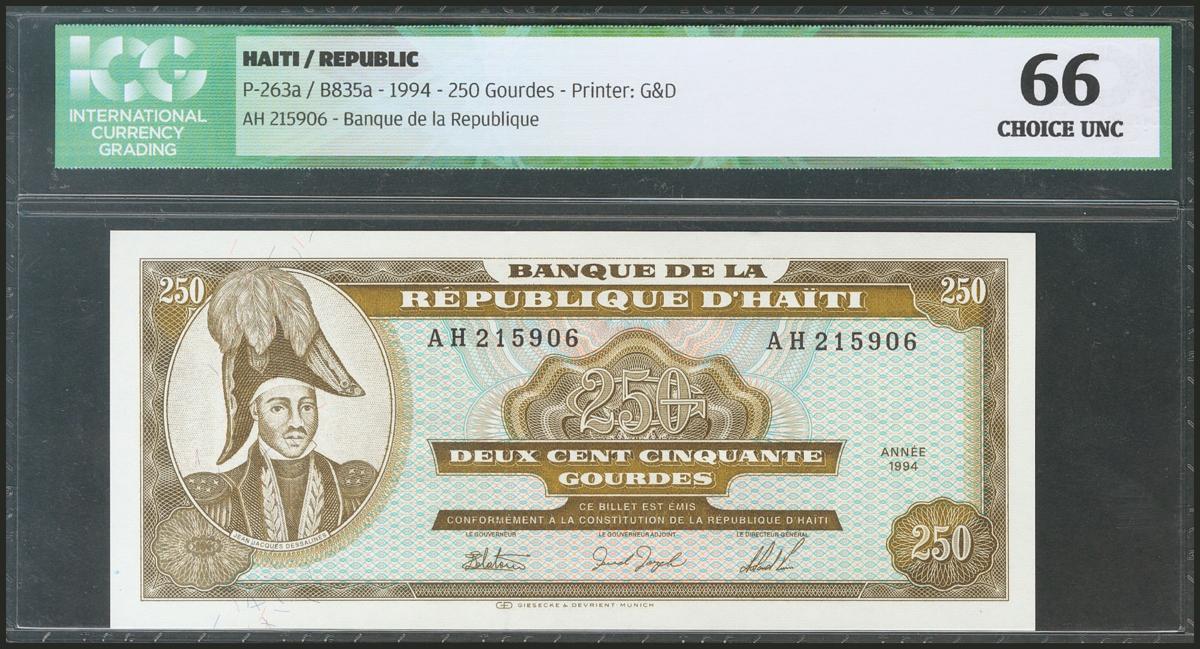 ICG
INTERNATIONAL
CURRENCY
GRADING
HAITI / REPUBLIC
P-263a / B835a - 1994 - 250 Gourdes - Printer: G&D
AH 215906 - Banque de la Republique
66
CHOICE UNC
BANQUE DE LA
RÉPUBLIQUE D'HAÏTI
250
250
AH 215906
AH 215906
250
DEUX CENT CINQUANTE
GOURDES
ANNÉE
1994
CE BILLET EST ÉMIS
CONFORMÉMENT A LA CONSTITUTION DE LA RÉPUBLIQUE D'HAÏTI
LE GOUVERNEUR
LE GOUVERNEUR ADJOINT
LE DIRECTEUR GÉNÉRAL
JEAN JACQUES DESSALINES
250
GIESECKE & DEVRIENT · MUNICH